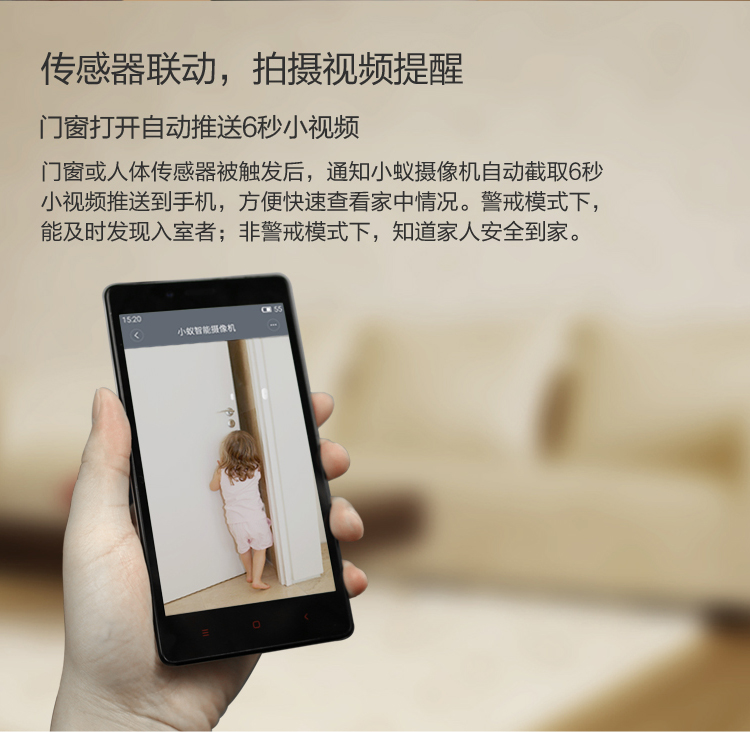 传感器联动，拍摄视频提醒
门窗打开自动推送6秒小视频
门窗或人体传感器被触发后，通知小蚁摄像机自动截取6秒
小视频推送到手机，方便快速查看家中情况。警戒模式下，
能及时发现入室者；非警戒模式下，知道家人安全到家。
15:20 55
小蚁智能摄像机